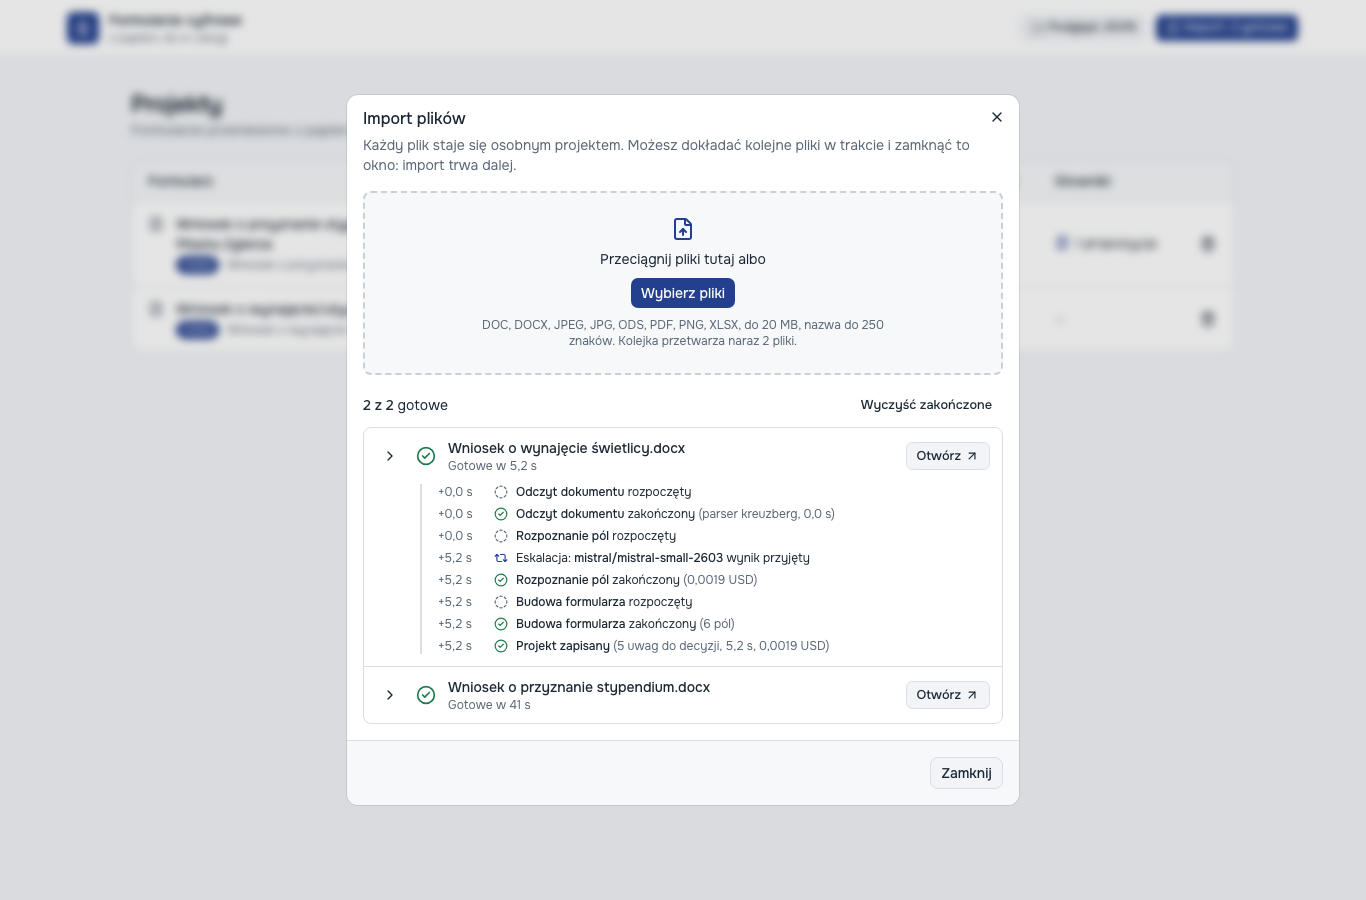 Projekty
Import plików
Każdy plik staje się osobnym projektem. Możesz dokładać kolejne pliki w trakcie i zamknąć to
okno: import trwa dalej.
Przeciągnij pliki tutaj albo
Wybierz pliki
DOC, DOCX, JPEG, JPG, ODS, PDF, PNG, XLSX, do 20 MB, nazwa do 250
znaków. Kolejka przetwarza naraz 2 pliki.
2 z 2 gotowe
Wyczyść zakończone
Wniosek o wynajęcie świetlicy.docx
Gotowe w 5,2 s
Otwórz
+0,0 s Odczyt dokumentu rozpoczęty
+0,0 s Odczyt dokumentu zakończony (parser kreuzberg, 0,0 s)
+0,0 s Rozpoznanie pól rozpoczęty
+5,2 s Eskalacja: mistral/mistral-small-2603 wynik przyjęty
+5,2 s Rozpoznanie pól zakończony (0,0019 USD)
+5,2 s Budowa formularza rozpoczęty
+5,2 s Budowa formularza zakończony (6 pól)
+5,2 s Projekt zapisany (5 uwag do decyzji, 5,2 s, 0,0019 USD)
Wniosek o przyznanie stypendium.docx
Gotowe w 41 s
Otwórz
Zamknij